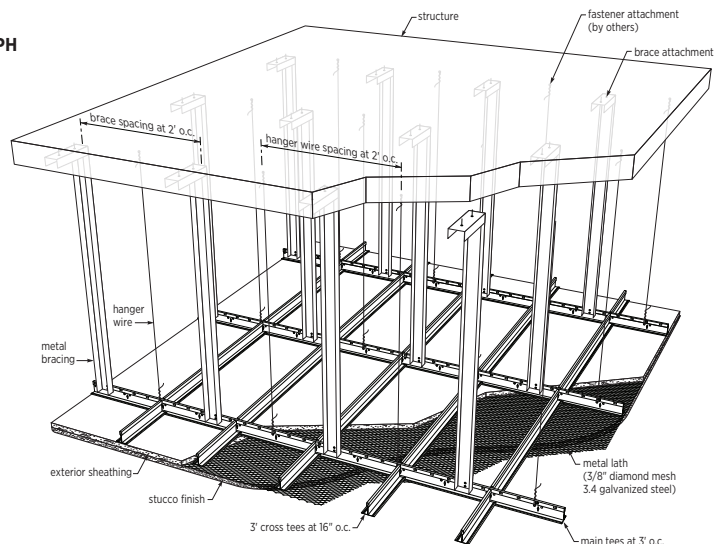 PH
structure
fastener attachment
(by others)
brace attachment
brace spacing at 2' o.c.
hanger wire spacing at 2' o.c.
hanger
wire
metal
bracing
exterior sheathing
stucco finish
metal lath
(3/8" diamond mesh
3.4 galvanized steel)
3' cross tees at 16" o.c.
main tees at 3' o.c.